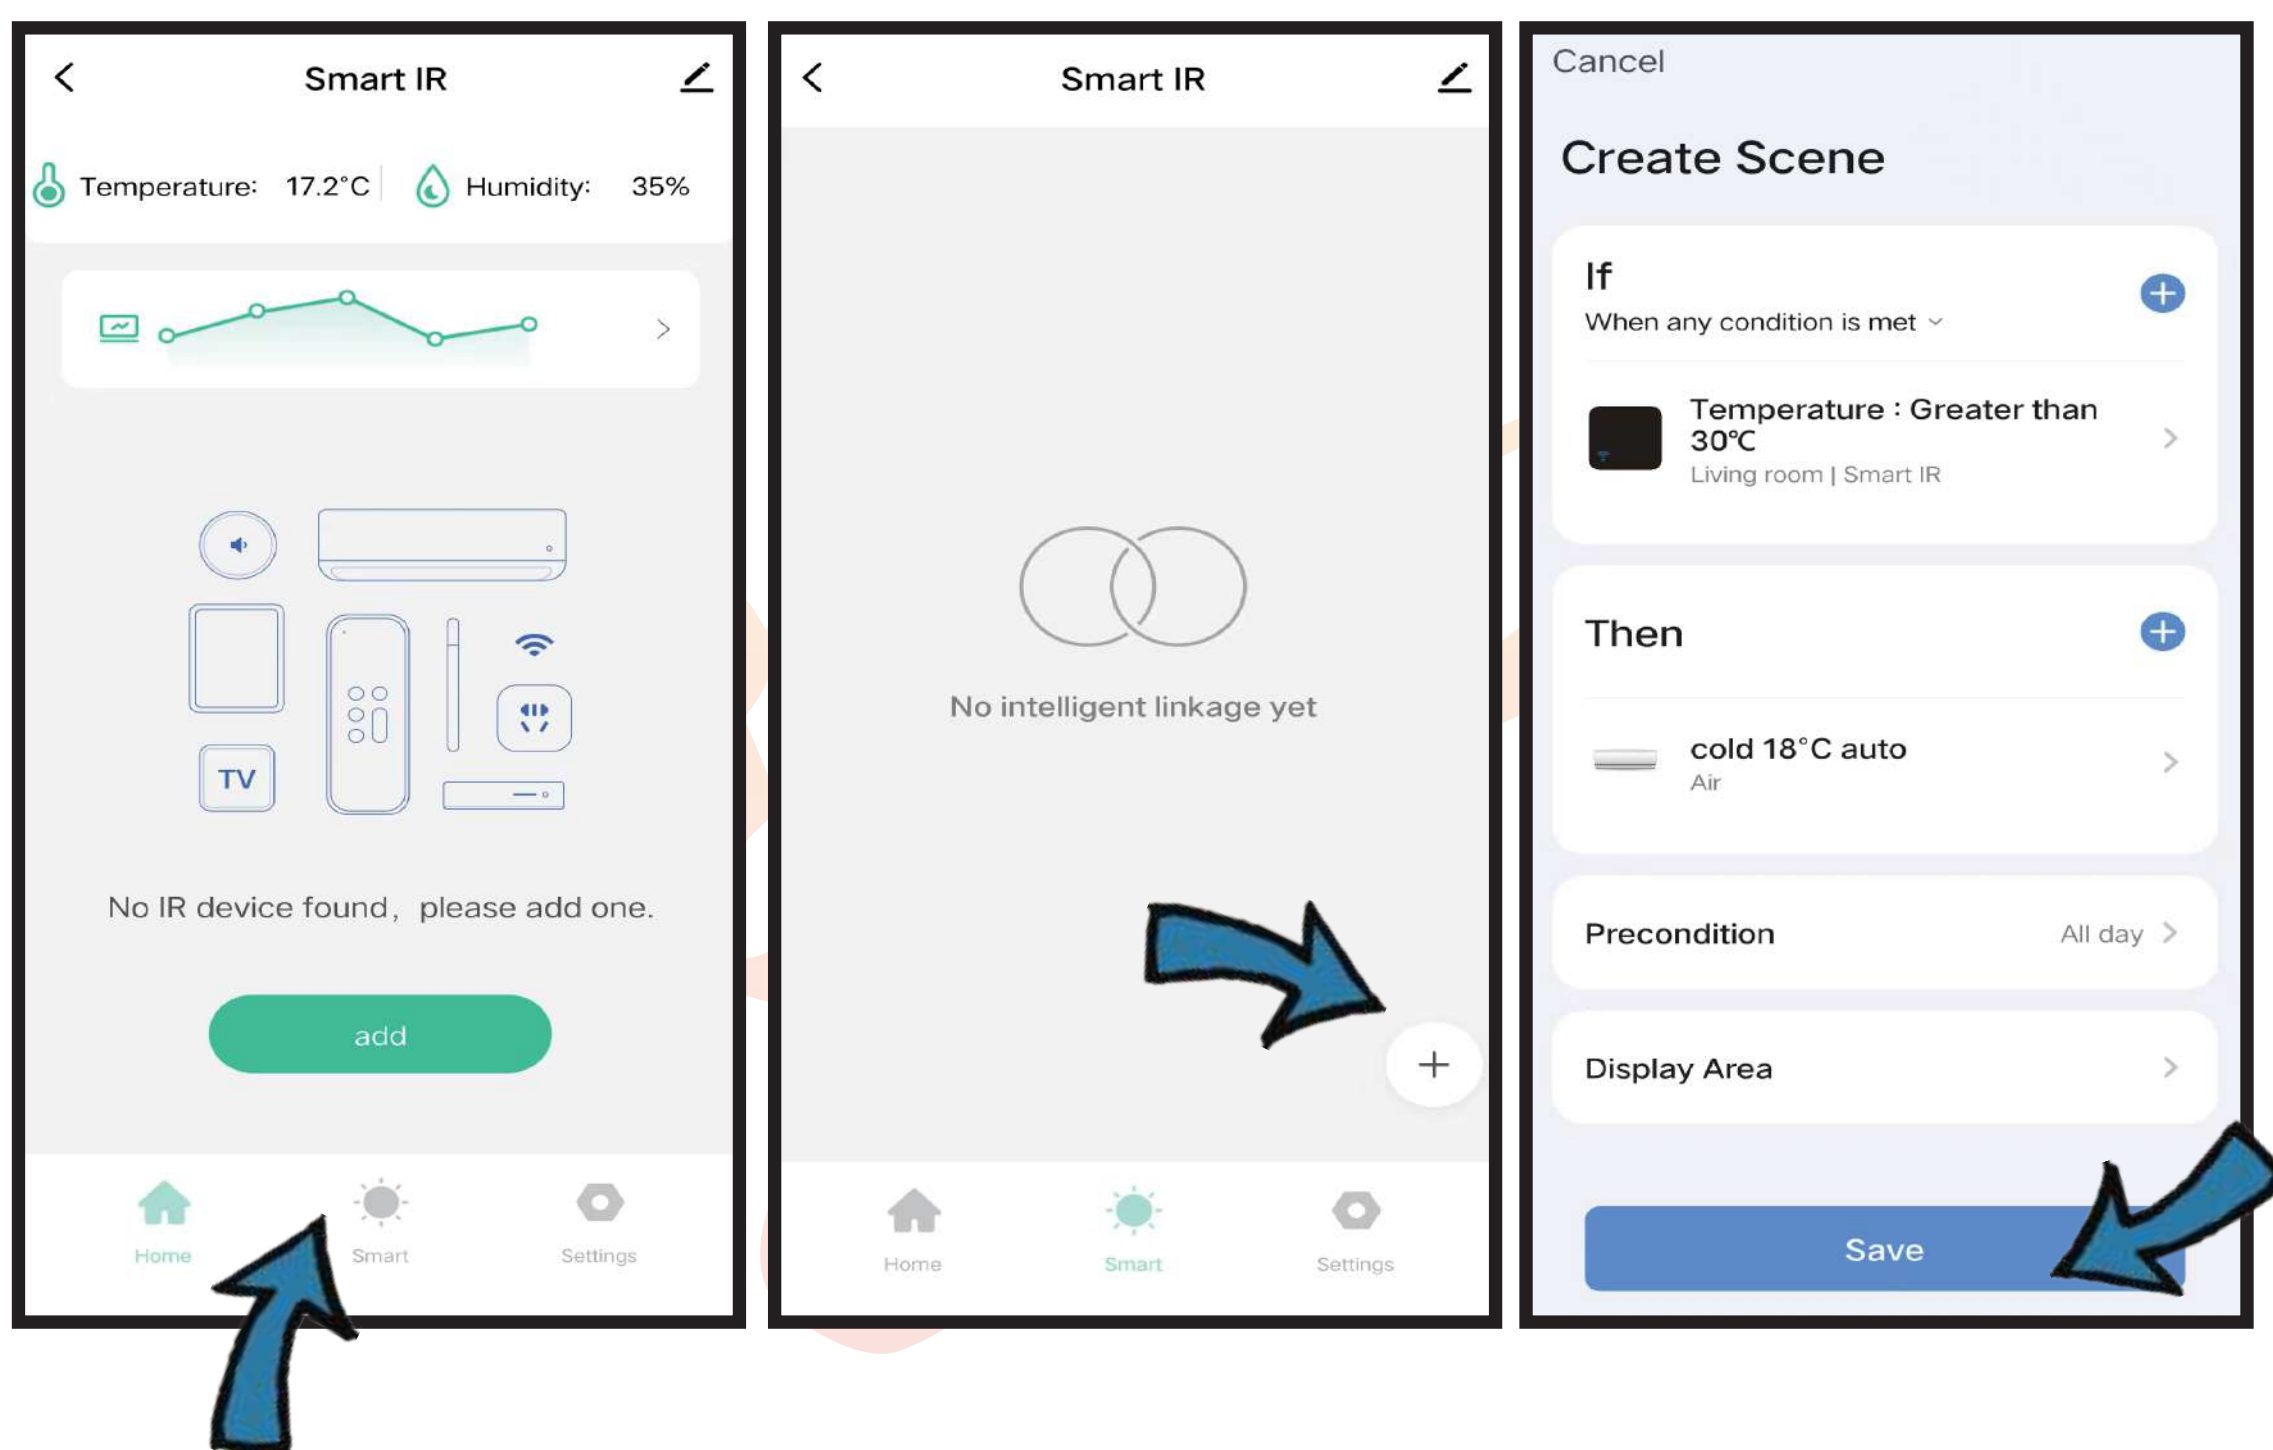 Smart IR
Temperature: 17.2°C
Humidity: 35%
TV
No IR device found, please add one.
add
Home
Smart
Settings
Smart IR
No intelligent linkage yet
+
Home
Smart
Settings
Cancel
Create Scene
If
When any condition is met
Temperature : Greater than
30℃
Living room | Smart IR
Then
cold 18°C auto
Air
Precondition
All day
Display Area
Save